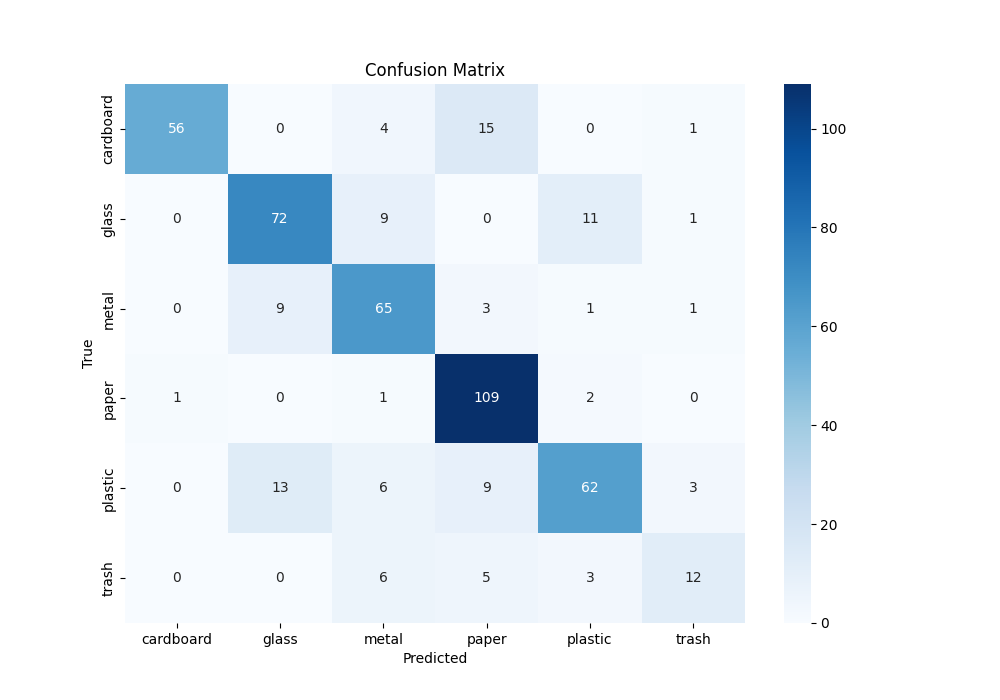 Confusion Matrix
cardboard 56 0 4 15 0 1
glass 0 72 9 0 11 1
metal 0 9 65 3 1 1
paper 1 0 1 109 2 0
plastic 0 13 6 9 62 3
trash 0 0 6 5 3 12
cardboard glass metal paper plastic trash
Predicted
True
100
80
60
40
20
0